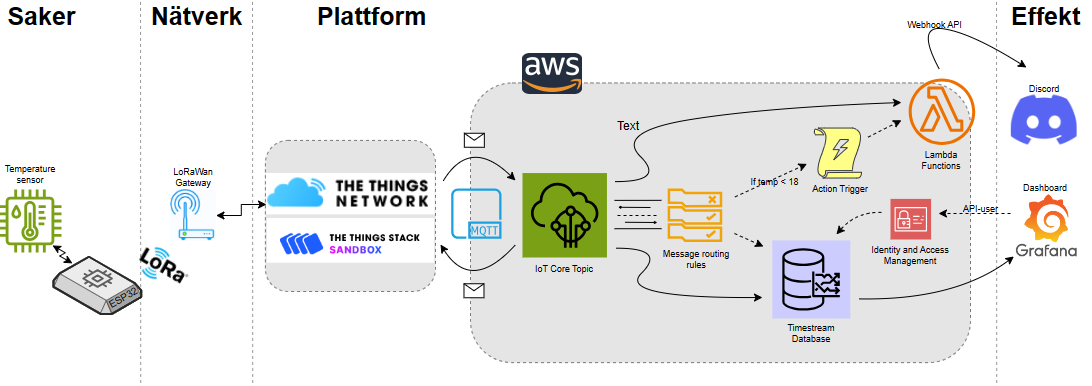 Saker
Nätverk
Plattform
Effekt
Webhook API
aws
Discord
Text
Lambda
Functions
Temperature
sensor
LoRaWan
Gateway
THE THINGS
NETWORK
If temp < 18
Action Trigger
Dashboard
API-user
MQTT
THE THINGS STACK
SANDBOX
LoRa
ESP32
IoT Core Topic
Message routing
rules
Identity and Access
Management
Grafana
Timestream
Database